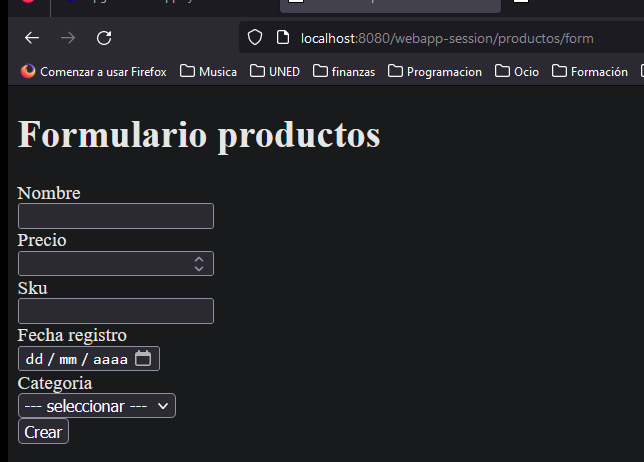 localhost:8080/webapp-session/productos/form
Comenzar a usar Firefox Musica UNED finanzas Programacion Ocio Formación
Formulario productos
Nombre
Precio
Sku
Fecha registro
dd / mm / aaaa
Categoria
--- seleccionar ---
Crear